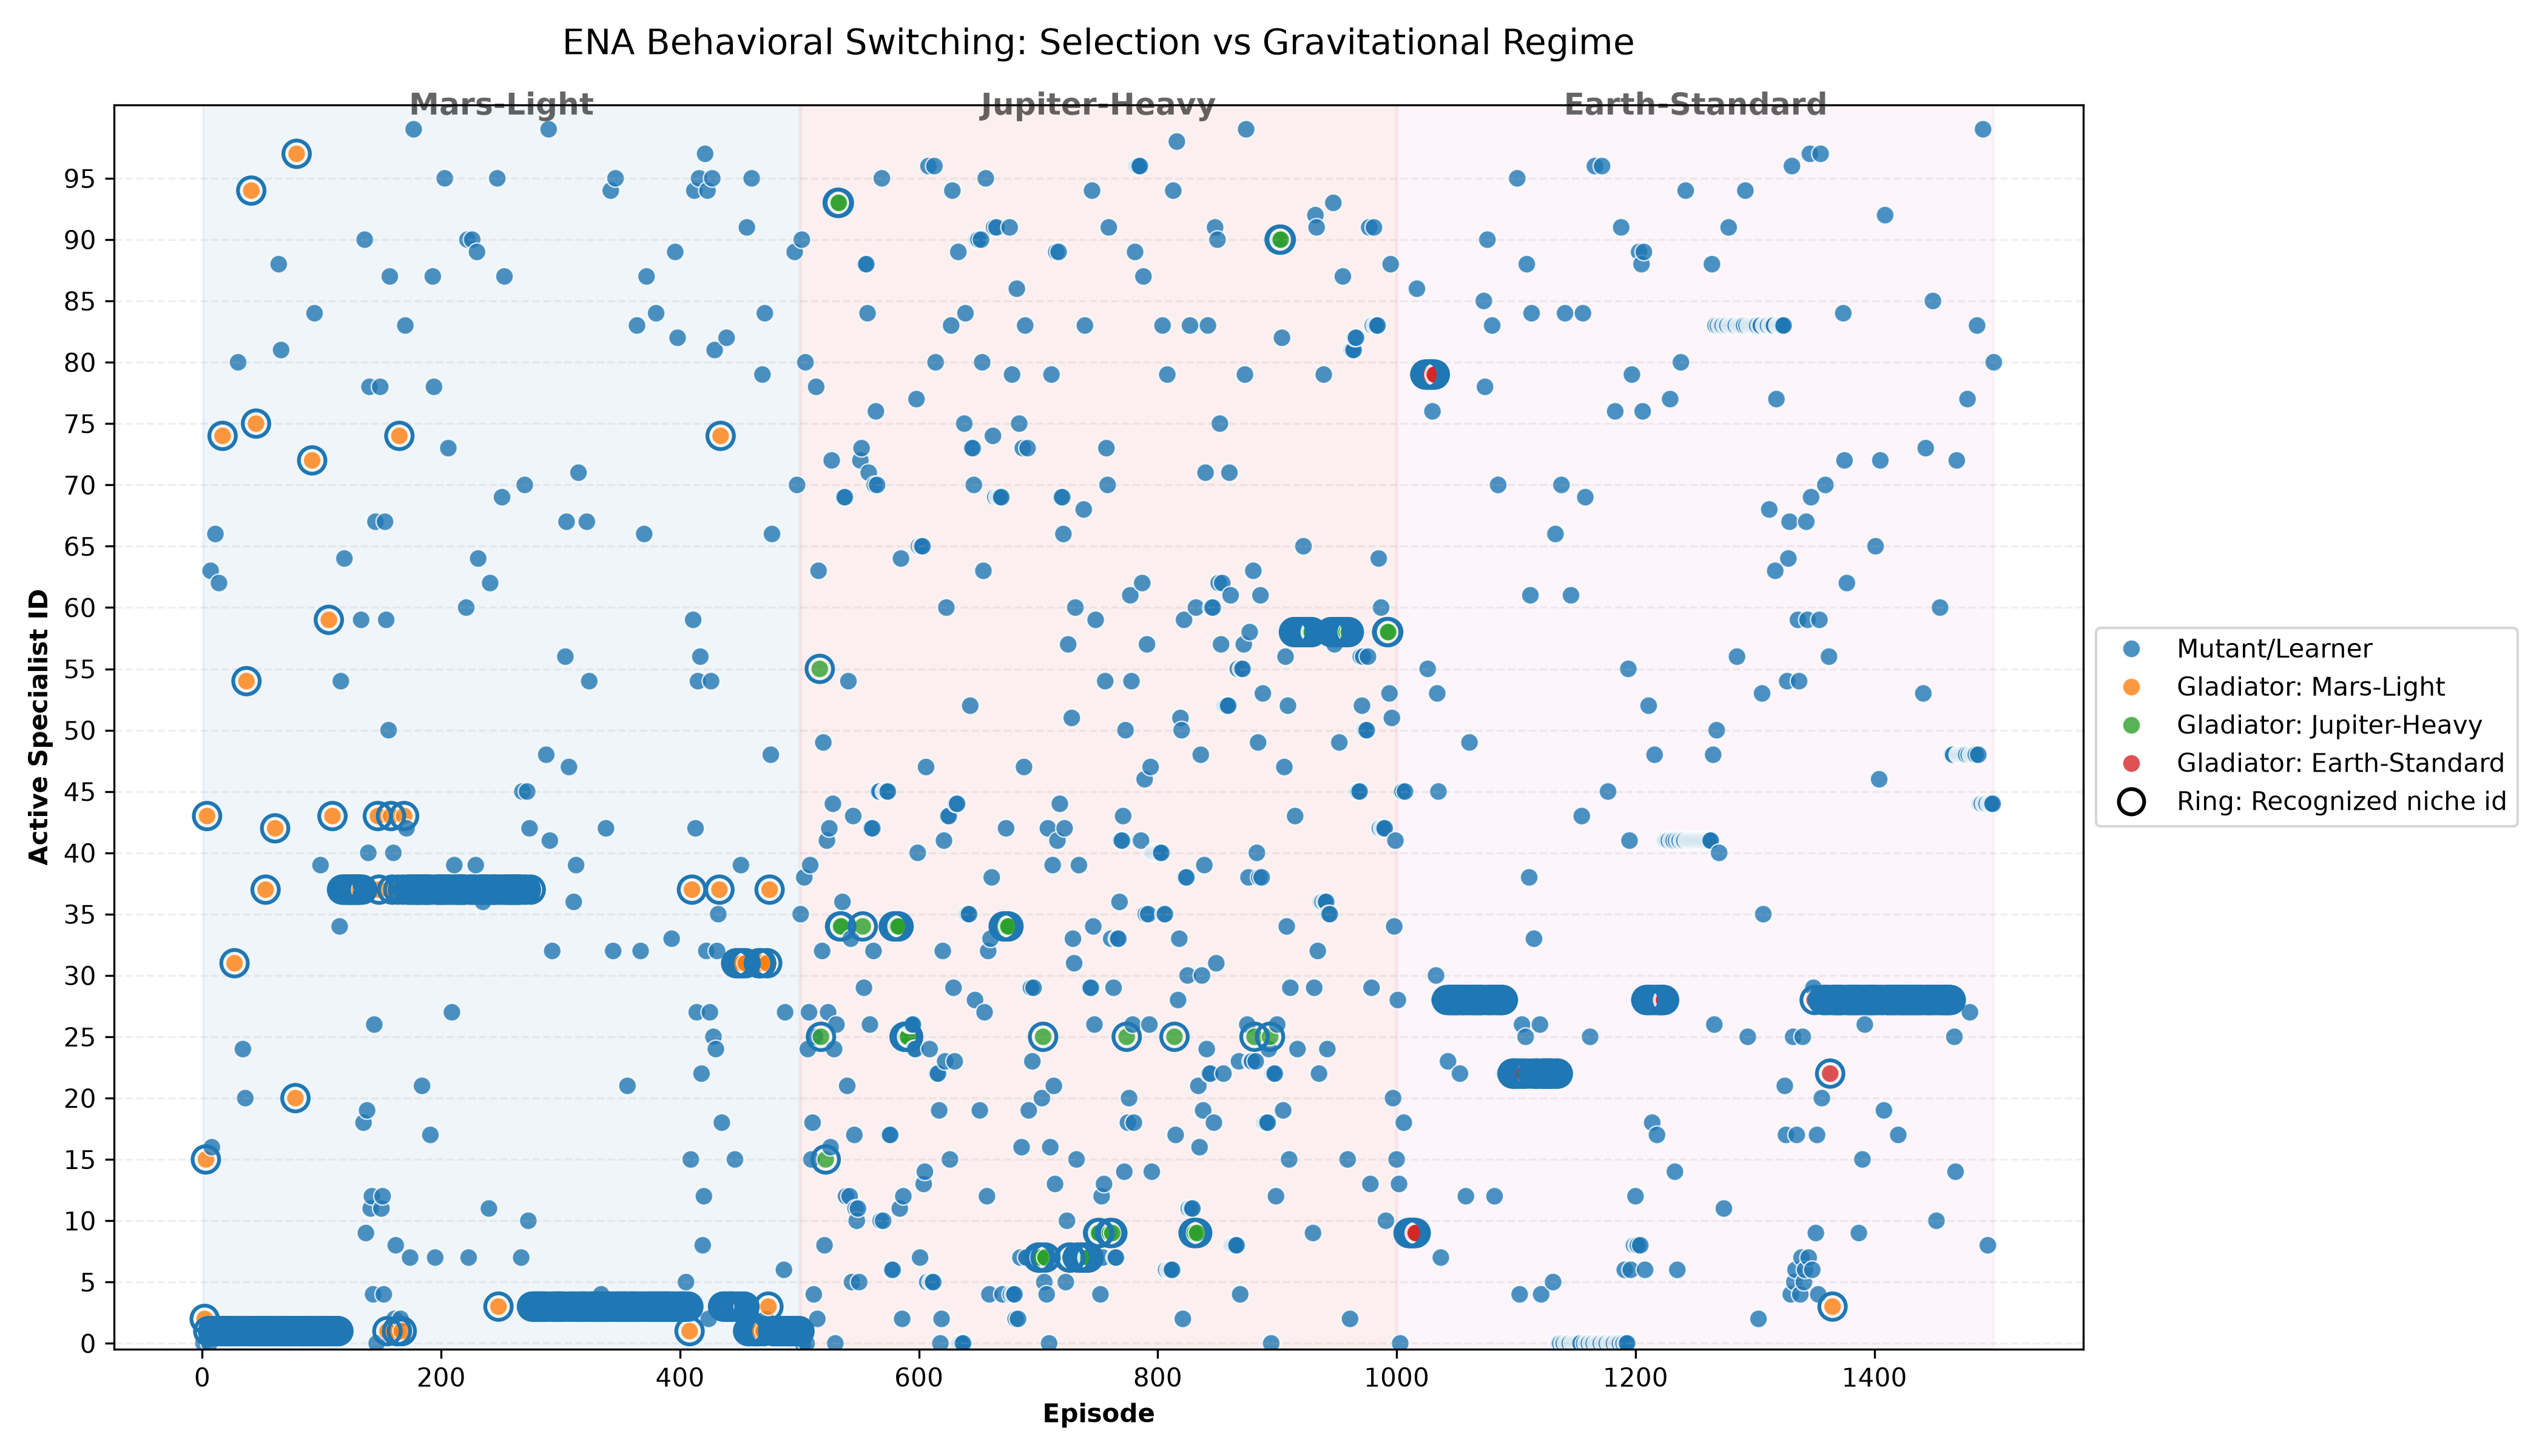 ENA Behavioral Switching: Selection vs Gravitational Regime
Mars-Light
Jupiter-Heavy
Earth-Standard
Active Specialist ID
95
90
85
80
75
70
65
60
55
50
45
40
35
30
25
20
15
10
5
0
0
200
400
600
800
1000
1200
1400
Episode
Mutant/Learner
Gladiator: Mars-Light
Gladiator: Jupiter-Heavy
Gladiator: Earth-Standard
Ring: Recognized niche id